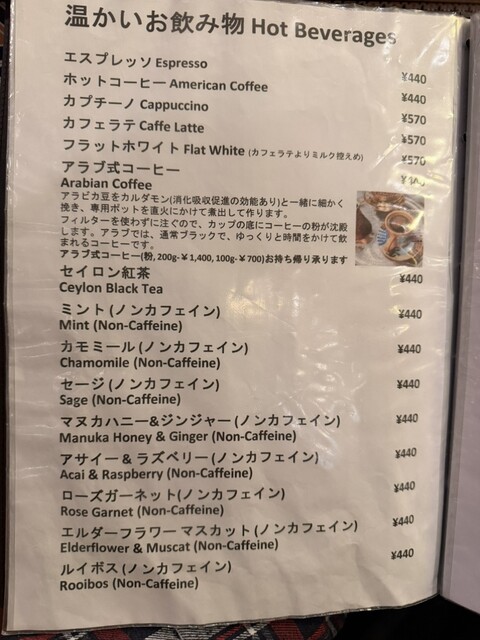 温かいお飲み物 Hot Beverages
エスプレッソ Espresso ¥440
ホットコーヒー American Coffee ¥440
カプチーノ Cappuccino ¥570
カフェラテ Caffe Latte ¥570
フラットホワイト Flat White (カフェラテよりミルク控えめ) ¥570
アラブ式コーヒー
Arabian Coffee
アラビカ豆をカルダモン(消化吸収促進の効能あり)と一緒に細かく
挽き、専用ポットを直火にかけて煮出して作ります。
フィルターを使わずに注ぐので、カップの底にコーヒーの粉が沈殿
します。アラブでは、通常ブラックで、ゆっくりと時間をかけて飲
まれるコーヒーです。
アラブ式コーヒー(粉, 200g-¥1,400, 100g-¥700)お持ち帰り承ります
セイロン紅茶 ¥440
Ceylon Black Tea
ミント (ノンカフェイン) ¥440
Mint (Non-Caffeine)
カモミール (ノンカフェイン) ¥440
Chamomile (Non-Caffeine)
セージ (ノンカフェイン) ¥440
Sage (Non-Caffeine)
マヌカハニー&ジンジャー (ノンカフェイン) ¥440
Manuka Honey & Ginger (Non-Caffeine)
アサイー & ラズベリー (ノンカフェイン) ¥440
Acai & Raspberry (Non-Caffeine)
ローズガーネット(ノンカフェイン) ¥440
Rose Garnet (Non-Caffeine)
エルダーフラワー マスカット (ノンカフェイン) ¥440
Elderflower & Muscat (Non-Caffeine)
ルイボス (ノンカフェイン) ¥440
Rooibos (Non-Caffeine)